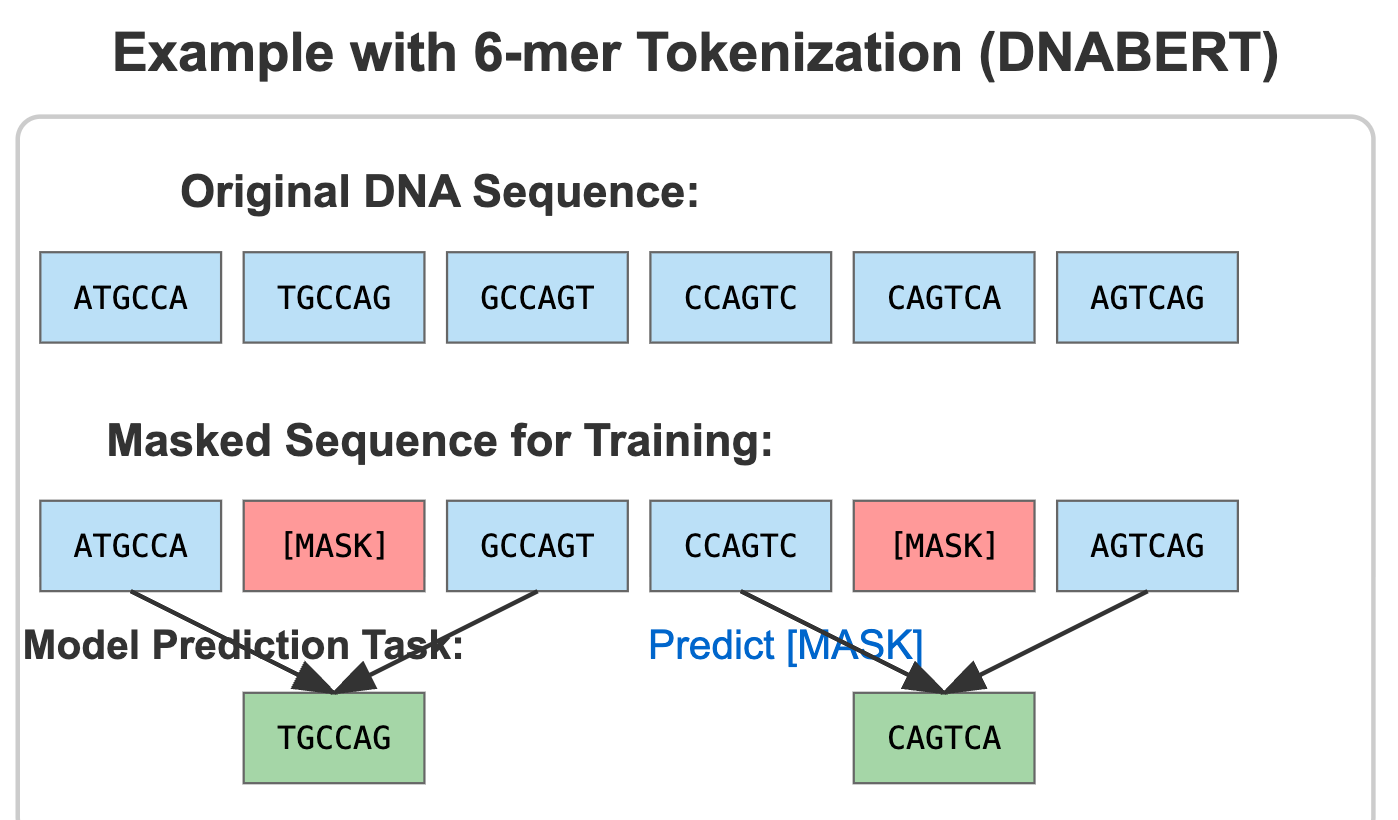 Example with 6-mer Tokenization (DNABERT)
Original DNA Sequence:
ATGCCA TGCCAG GCCAGT CCAGTC CAGTCA AGTCAG
Masked Sequence for Training:
ATGCCA [MASK] GCCAGT CCAGTC [MASK] AGTCAG
Model Prediction Task: Predict [MASK]
TGCCAG CAGTCA